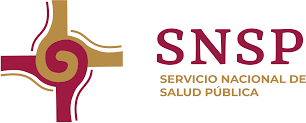 SNSP
SERVICIO NACIONAL DE
SALUD PÚBLICA